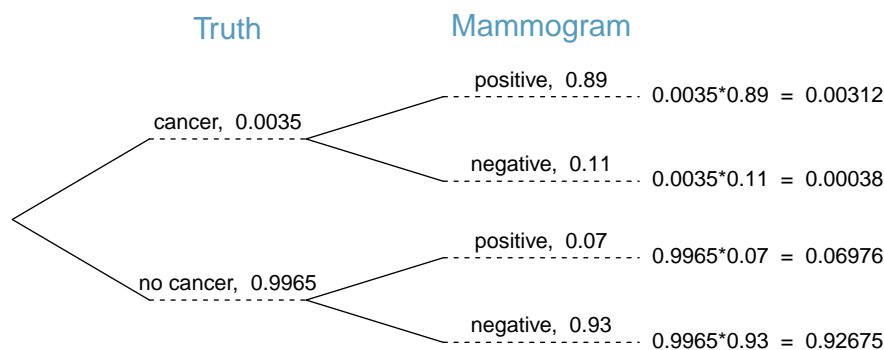 Truth
Mammogram
positive, 0.89
0.0035*0.89 = 0.00312
cancer, 0.0035
negative, 0.11
0.0035*0.11 = 0.00038
positive, 0.07
0.9965*0.07 = 0.06976
no cancer, 0.9965
negative, 0.93
0.9965*0.93 = 0.92675